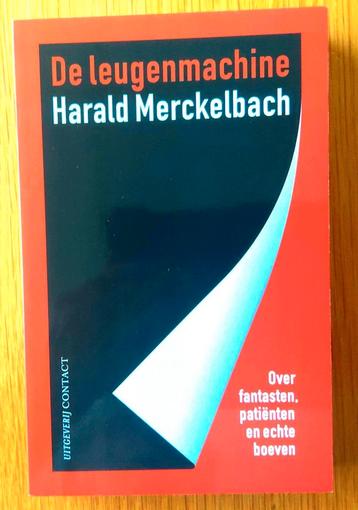 De leugenmachine
Harald Merckelbach
Over
fantasten,
patiënten
en echte
boeven
UITGEVERIJ CONTACT